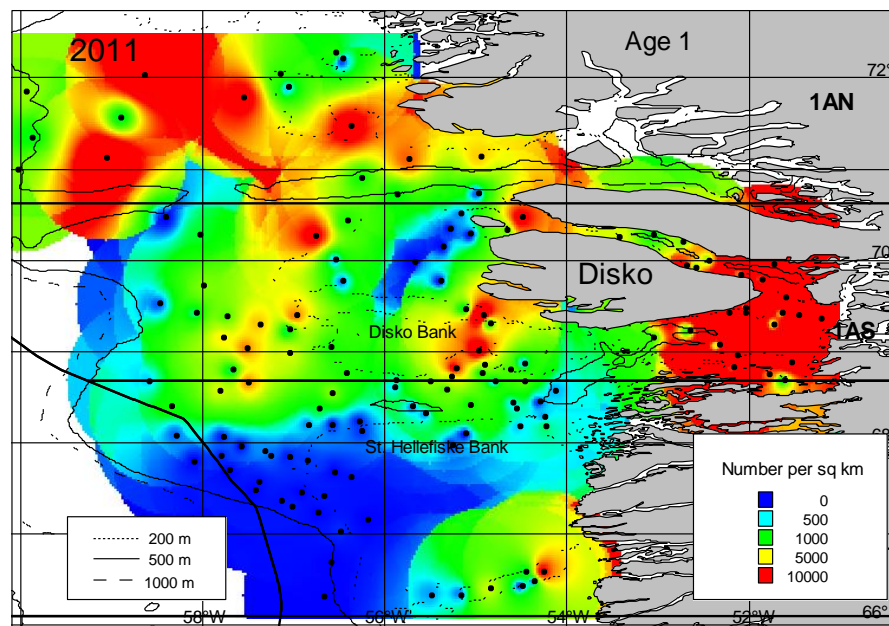 2011
Age 1
72°
1AN
70
Disko
Disko Bank
1AS
St. Hellefiske Bank
Number per sq km
0
500
1000
5000
10000
200 m
500 m
1000 m
58°W
56°W
54°W
52°W
66°